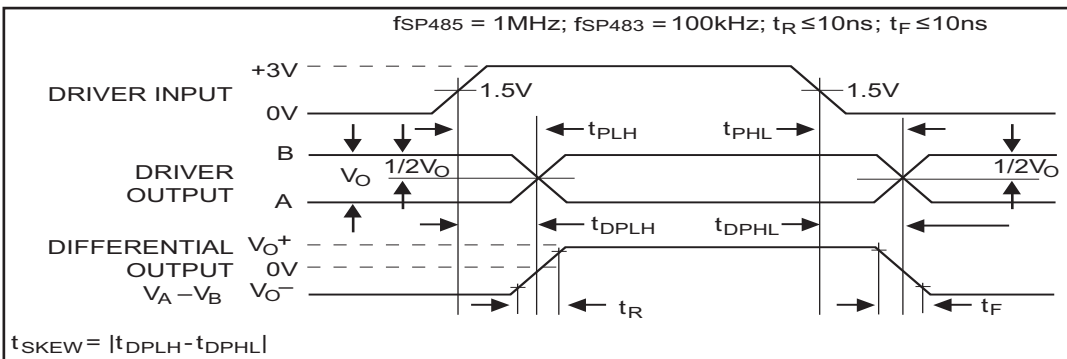 fSP485 = 1MHz; fSP483 = 100kHz; tR ≤10ns; tF ≤10ns
+3V
DRIVER INPUT
1.5V
1.5V
0V
tPLH
tPHL
B
DRIVER
OUTPUT
VO
1/2VO
1/2VO
A
tDPLH
tDPHL
DIFFERENTIAL
OUTPUT
VA –VB
VO+
0V
VO–
tR
tF
tSKEW = |tDPLH - tDPHL|